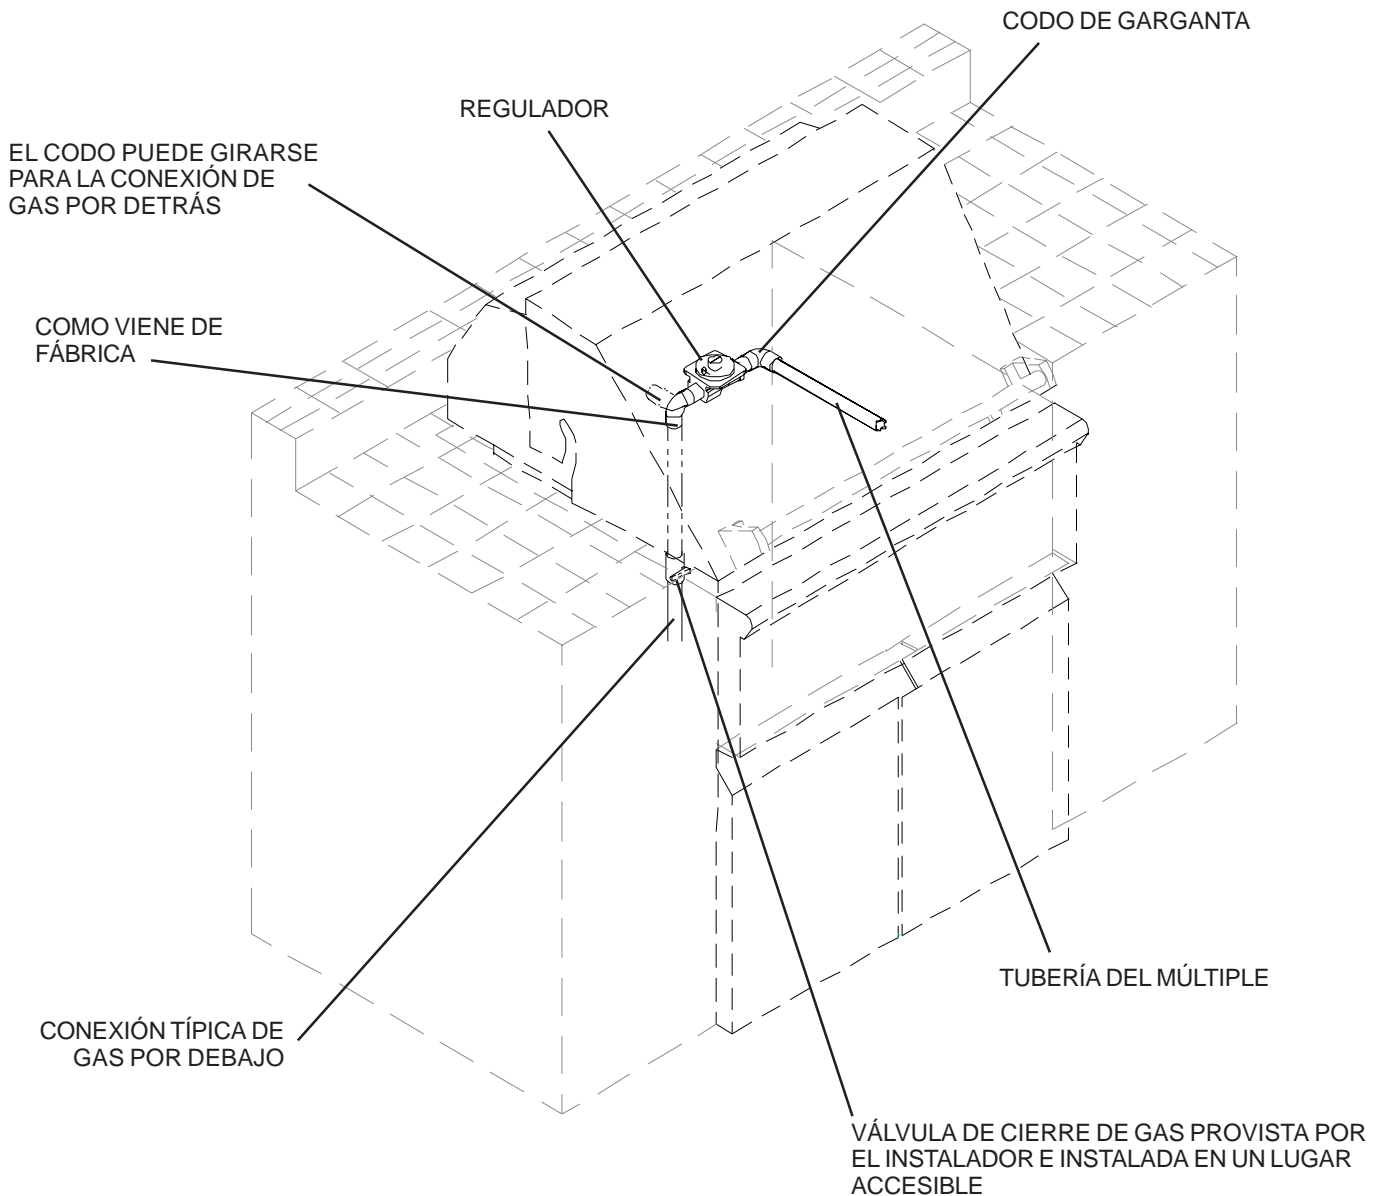 CODO DE GARGANTA
REGULADOR
EL CODO PUEDE GIRARSE
PARA LA CONEXIÓN DE
GAS POR DETRÁS
COMO VIENE DE
FÁBRICA
TUBERÍA DEL MÚLTIPLE
CONEXIÓN TÍPICA DE
GAS POR DEBAJO
VÁLVULA DE CIERRE DE GAS PROVISTA POR
EL INSTALADOR E INSTALADA EN UN LUGAR
ACCESIBLE